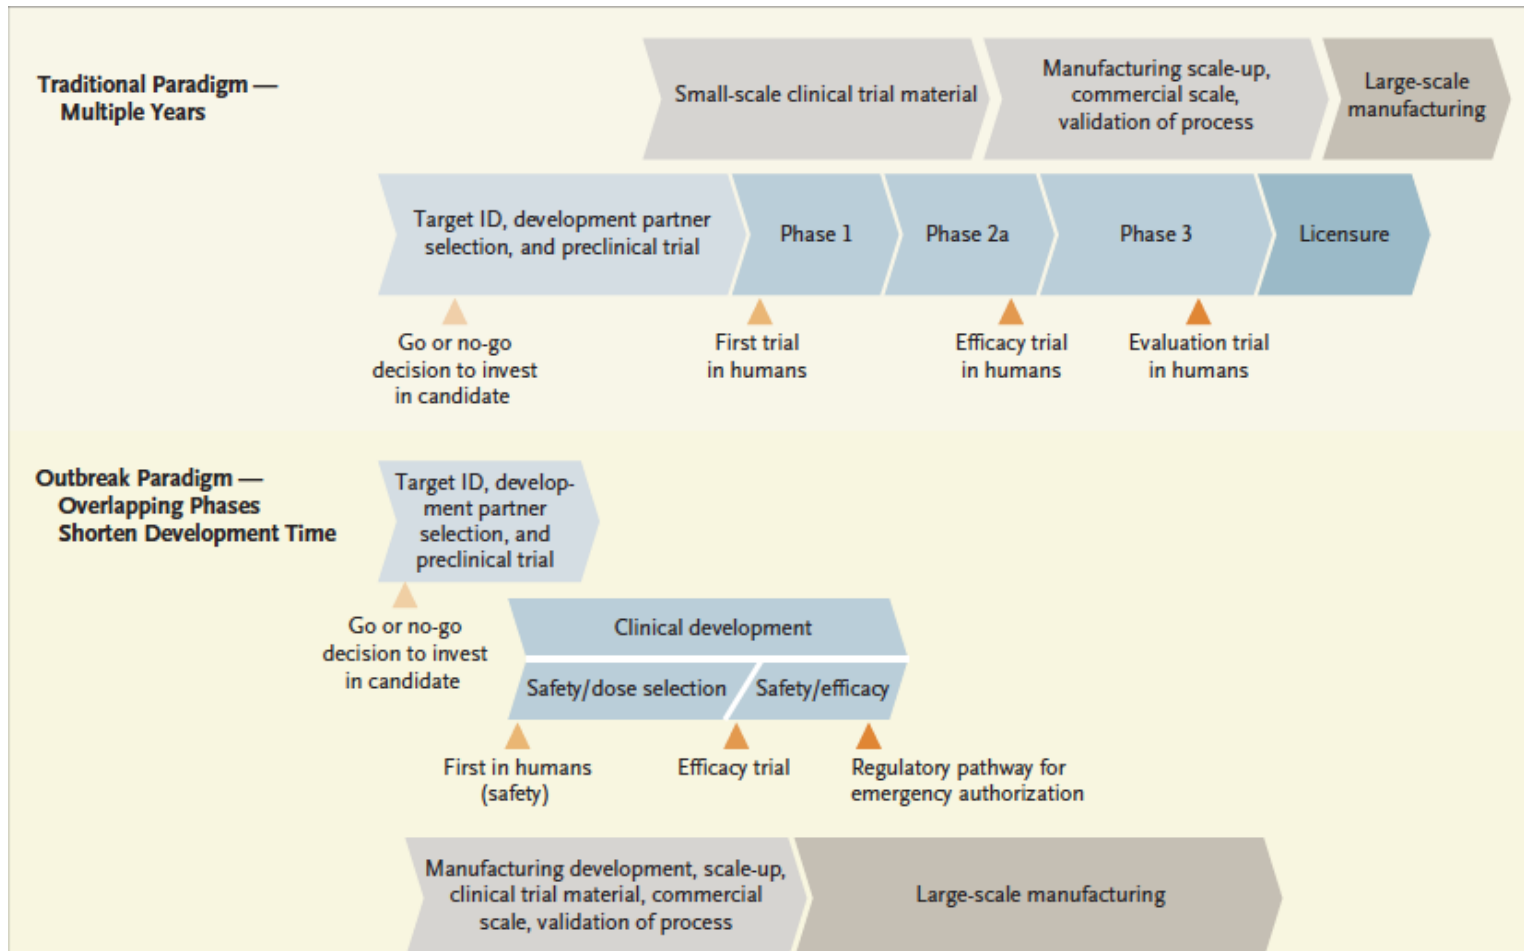 Traditional Paradigm —
Multiple Years
Small-scale clinical trial material
Manufacturing scale-up,
commercial scale,
validation of process
Large-scale
manufacturing
Target ID, development partner
selection, and preclinical trial
Phase 1
Phase 2a
Phase 3
Licensure
Go or no-go
decision to invest
in candidate
First trial
in humans
Efficacy trial
in humans
Evaluation trial
in humans
Outbreak Paradigm —
Overlapping Phases
Shorten Development Time
Target ID, develop-
ment partner
selection, and
preclinical trial
Go or no-go
decision to invest
in candidate
Clinical development
Safety/dose selection
Safety/efficacy
First in humans
(safety)
Efficacy trial
Regulatory pathway for
emergency authorization
Manufacturing development, scale-up,
clinical trial material, commercial
scale, validation of process
Large-scale manufacturing